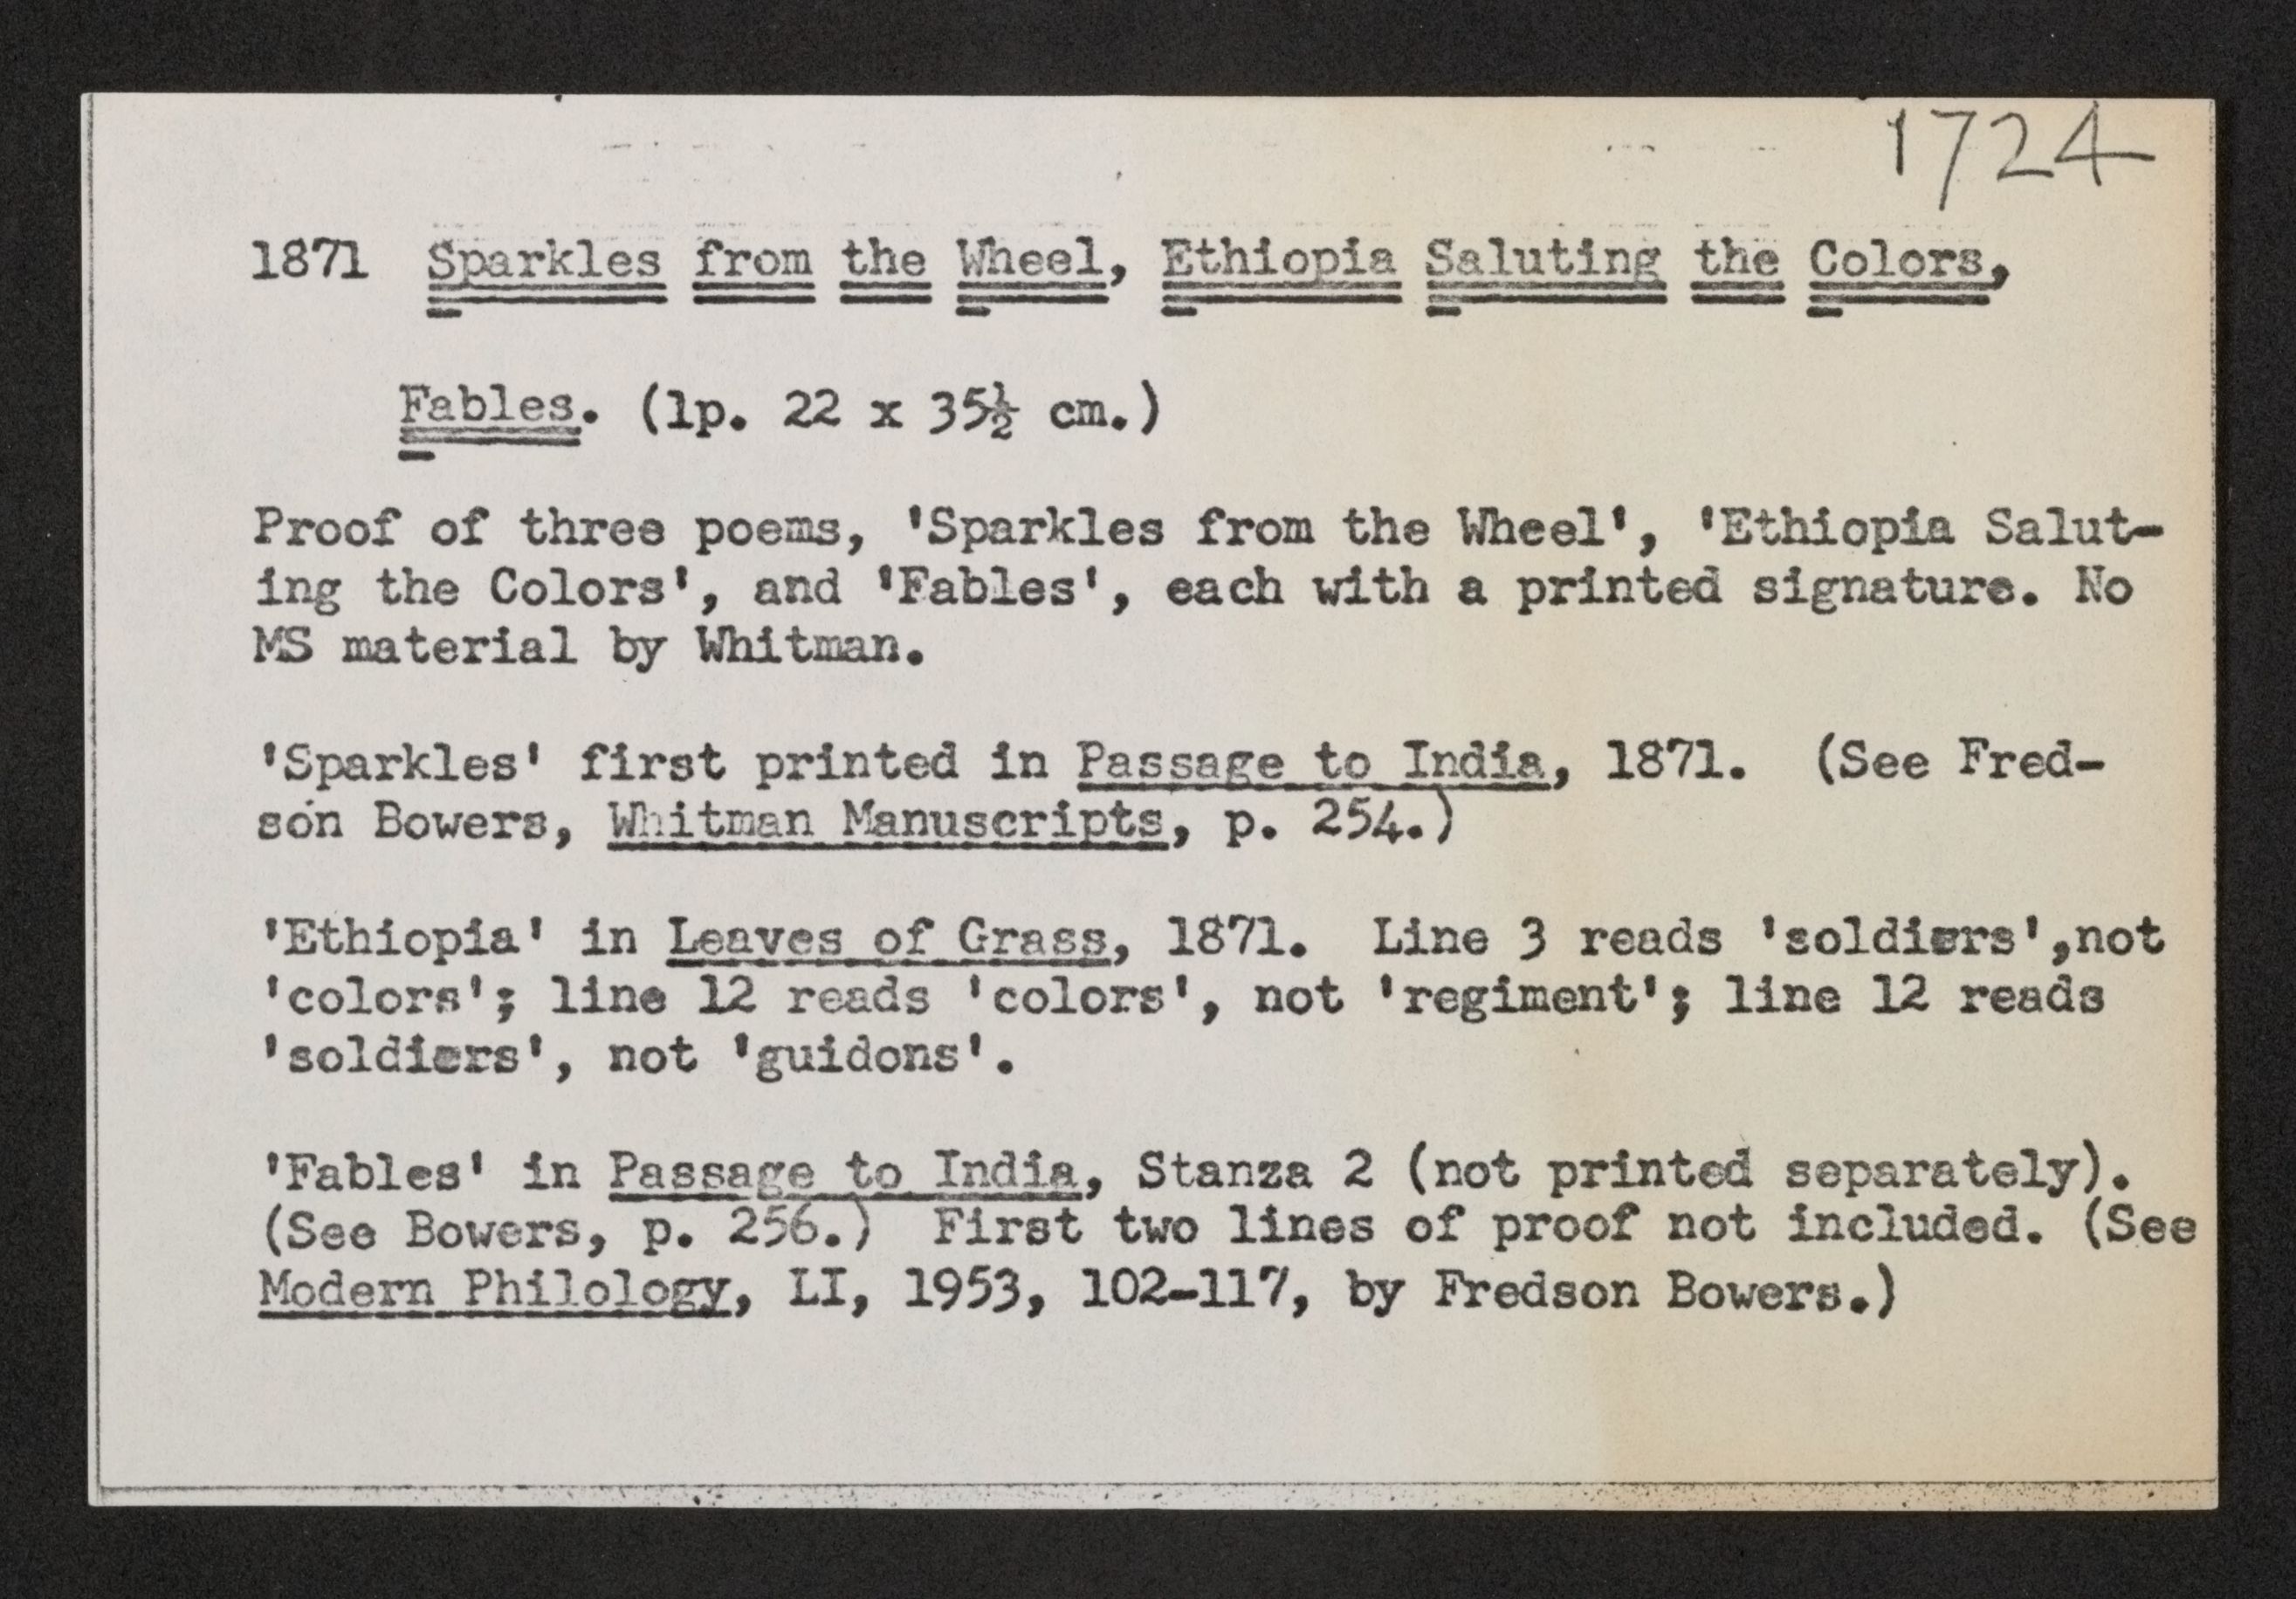 1724
1871 Sparkles from the Wheel, Ethiopia Saluting the Colors,
Fables. (1p. 22 x 35½ cm.)
Proof of three poems, 'Sparkles from the Wheel', 'Ethiopia Salut-
ing the Colors', and 'Fables', each with a printed signature. No
MS material by Whitman.
'Sparkles' first printed in Passage to India, 1871. (See Fred-
son Bowers, Whitman Manuscripts, p. 254.)
'Ethiopia' in Leaves of Grass, 1871. Line 3 reads 'soldiers',not
'colors'; line 12 reads 'colors', not 'regiment'; line 12 reads
'soldiers', not 'guidons'.
'Fables' in Passage to India, Stanza 2 (not printed separately).
(See Bowers, p. 256.) First two lines of proof not included. (See
Modern Philology, LI, 1953, 102-117, by Fredson Bowers.)